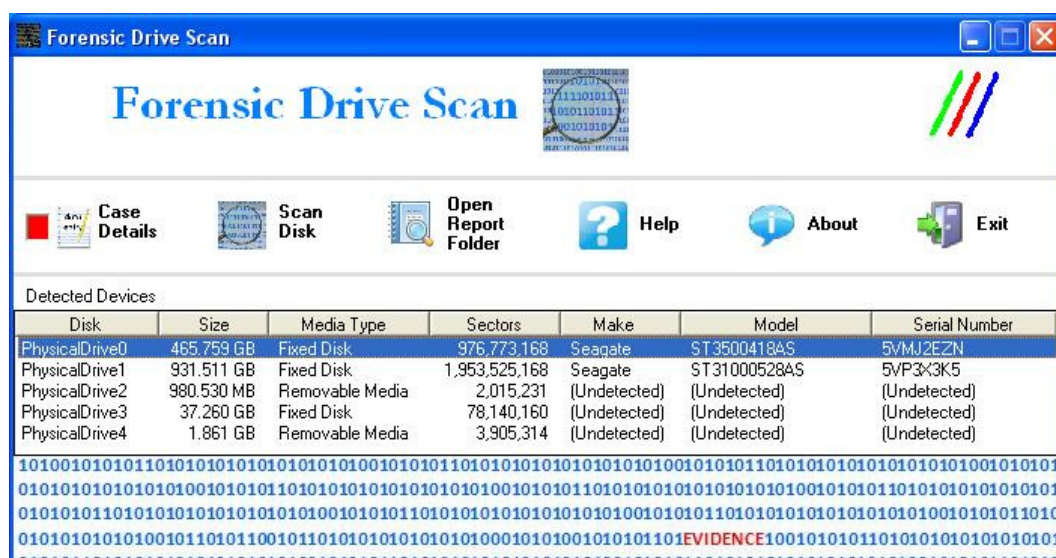 Forensic Drive Scan
Forensic Drive Scan
Case Details
Scan Disk
Open Report Folder
Help
About
Exit
Detected Devices
Disk Size Media Type Sectors Make Model Serial Number
PhysicalDrive0 465.759 GB Fixed Disk 976,773,168 Seagate ST3500418AS 5VMJ2EZN
PhysicalDrive1 931.511 GB Fixed Disk 1,953,525,168 Seagate ST31000528AS 5VP3X3K5
PhysicalDrive2 980.530 MB Removable Media 2,015,231 (Undetected) (Undetected) (Undetected)
PhysicalDrive3 37.260 GB Fixed Disk 78,140,160 (Undetected) (Undetected) (Undetected)
PhysicalDrive4 1.861 GB Removable Media 3,905,314 (Undetected) (Undetected) (Undetected)
EVIDENCE